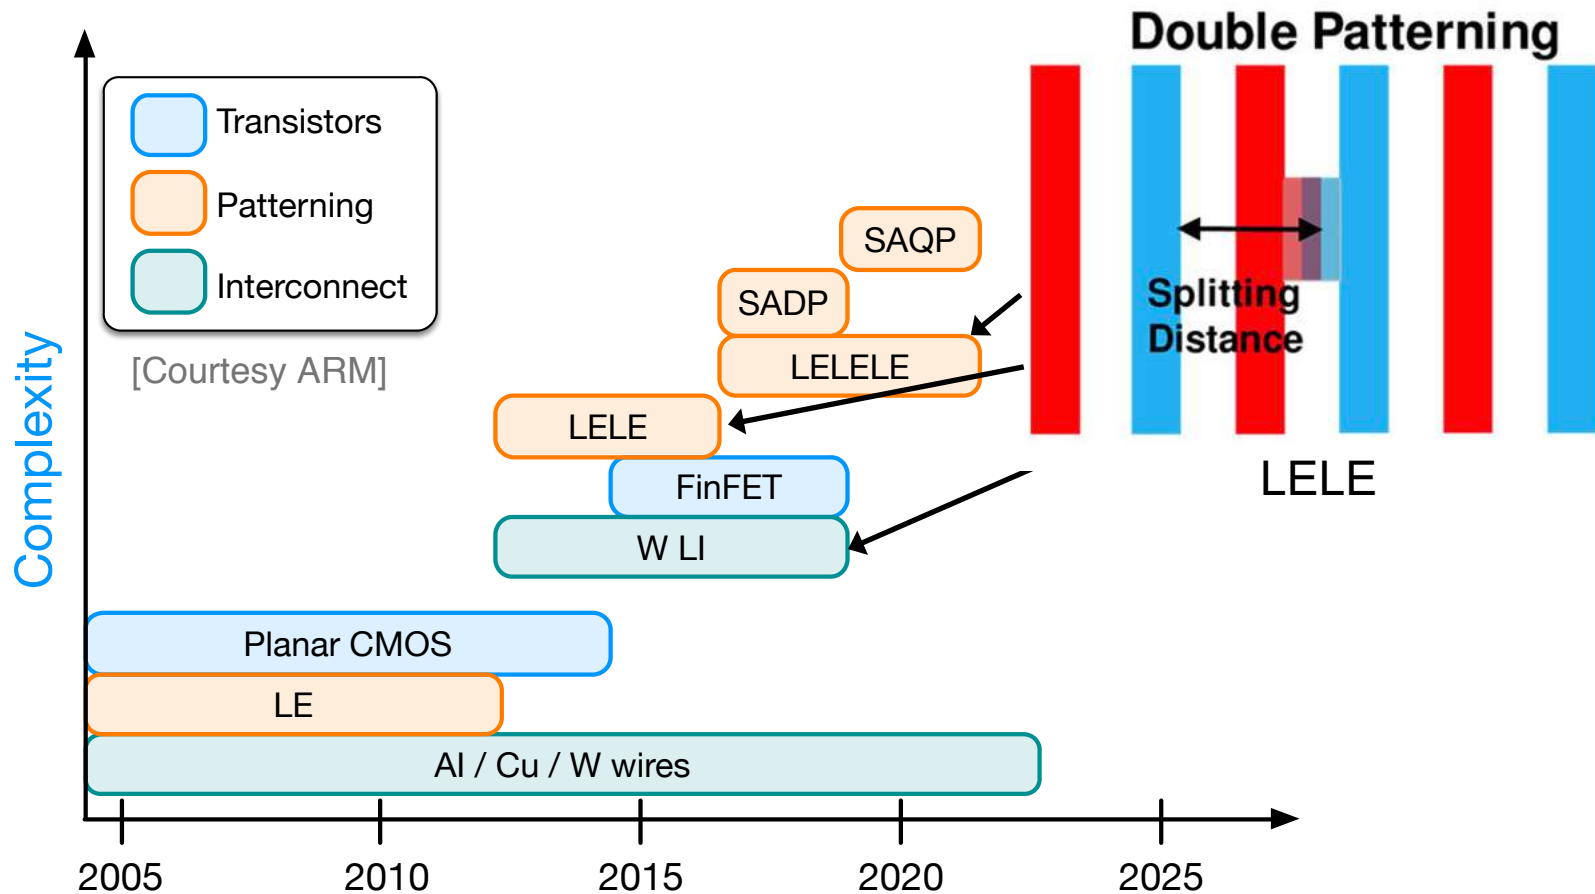 Double Patterning
Transistors
Patterning
Interconnect
[Courtesy ARM]
Complexity
SAQP
SADP
LELELE
LELE
FinFET
W LI
Planar CMOS
LE
Al / Cu / W wires
Splitting
Distance
LELE
2005
2010
2015
2020
2025